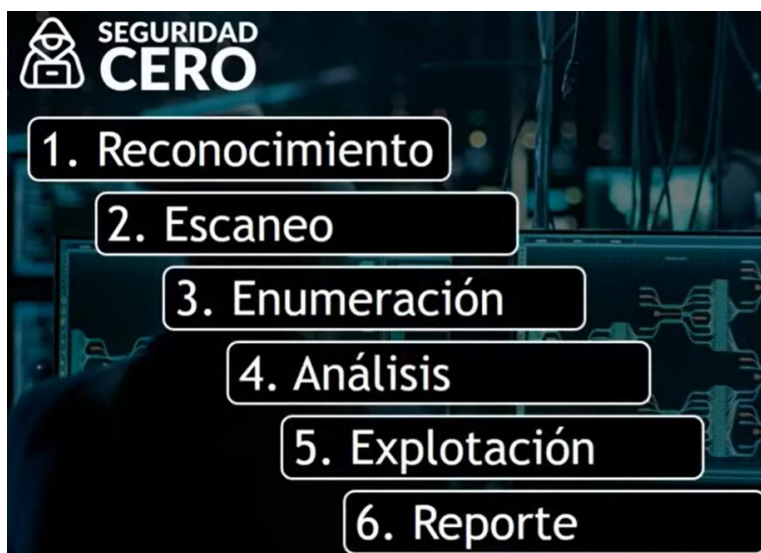 SEGURIDAD
CERO
1. Reconocimiento
2. Escaneo
3. Enumeración
4. Análisis
5. Explotación
6. Reporte